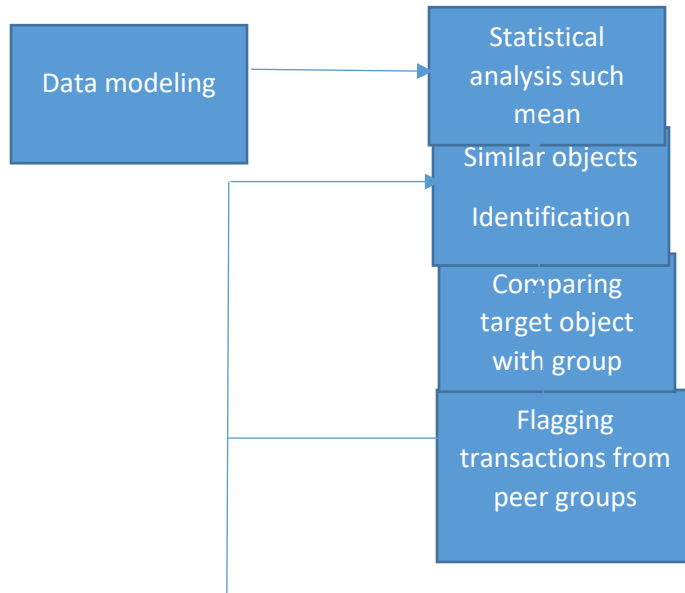 Data modeling
Statistical
analysis such
mean
Similar objects
Identification
Comparing
target object
with group
Flagging
transactions from
peer groups